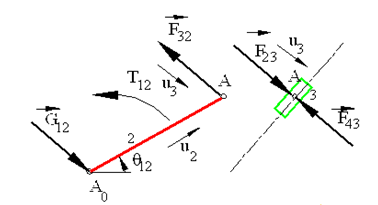 F₃₂
T₁₂
u₃
A
G₁₂
2
θ₁₂
u₂
A₀
F₂₃
u₃
A
3
F₄₃